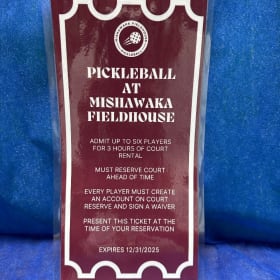 PICKLEBALL
AT
MISHAWAKA
FIELDHOUSE
ADMIT UP TO SIX PLAYERS
FOR 3 HOURS OF COURT
RENTAL
MUST RESERVE COURT
AHEAD OF TIME
EVERY PLAYER MUST CREATE
AN ACCOUNT ON COURT
RESERVE AND SIGN A WAIVER
PRESENT THIS TICKET AT THE
TIME OF YOUR RESERVATION
EXPIRES 12/31/2025